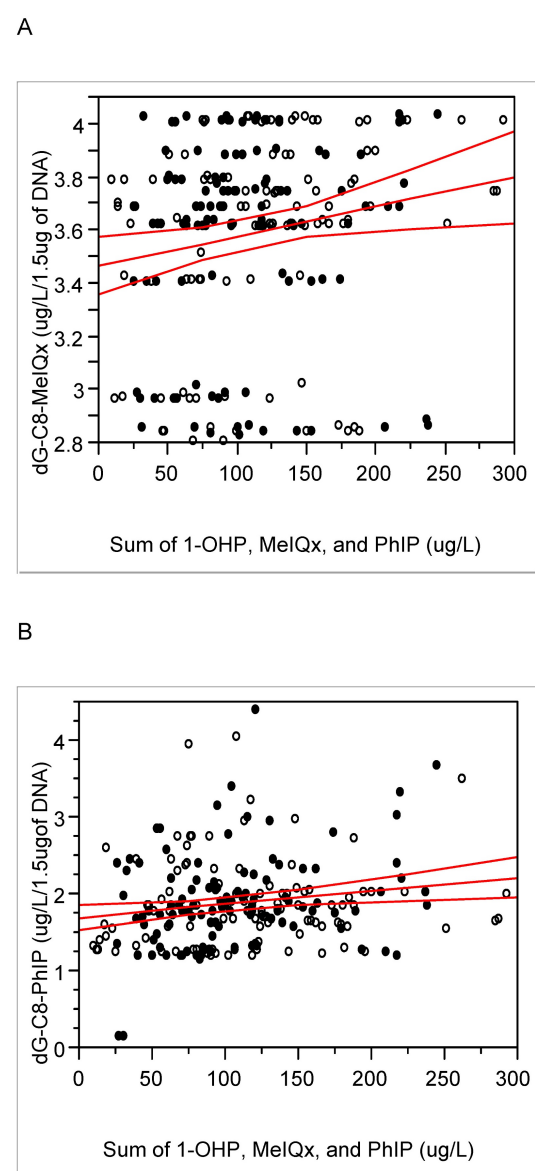 A
dG-C8-MeIQx (ug/L/1.5ug of DNA)
4
3.8
3.6
3.4
3.2
3
2.8
0 50 100 150 200 250 300
Sum of 1-OHP, MeIQx, and PhIP (ug/L)
B
dG-C8-PhIP (ug/L/1.5ugof DNA)
4
3
2
1
0
0 50 100 150 200 250 300
Sum of 1-OHP, MeIQx, and PhIP (ug/L)